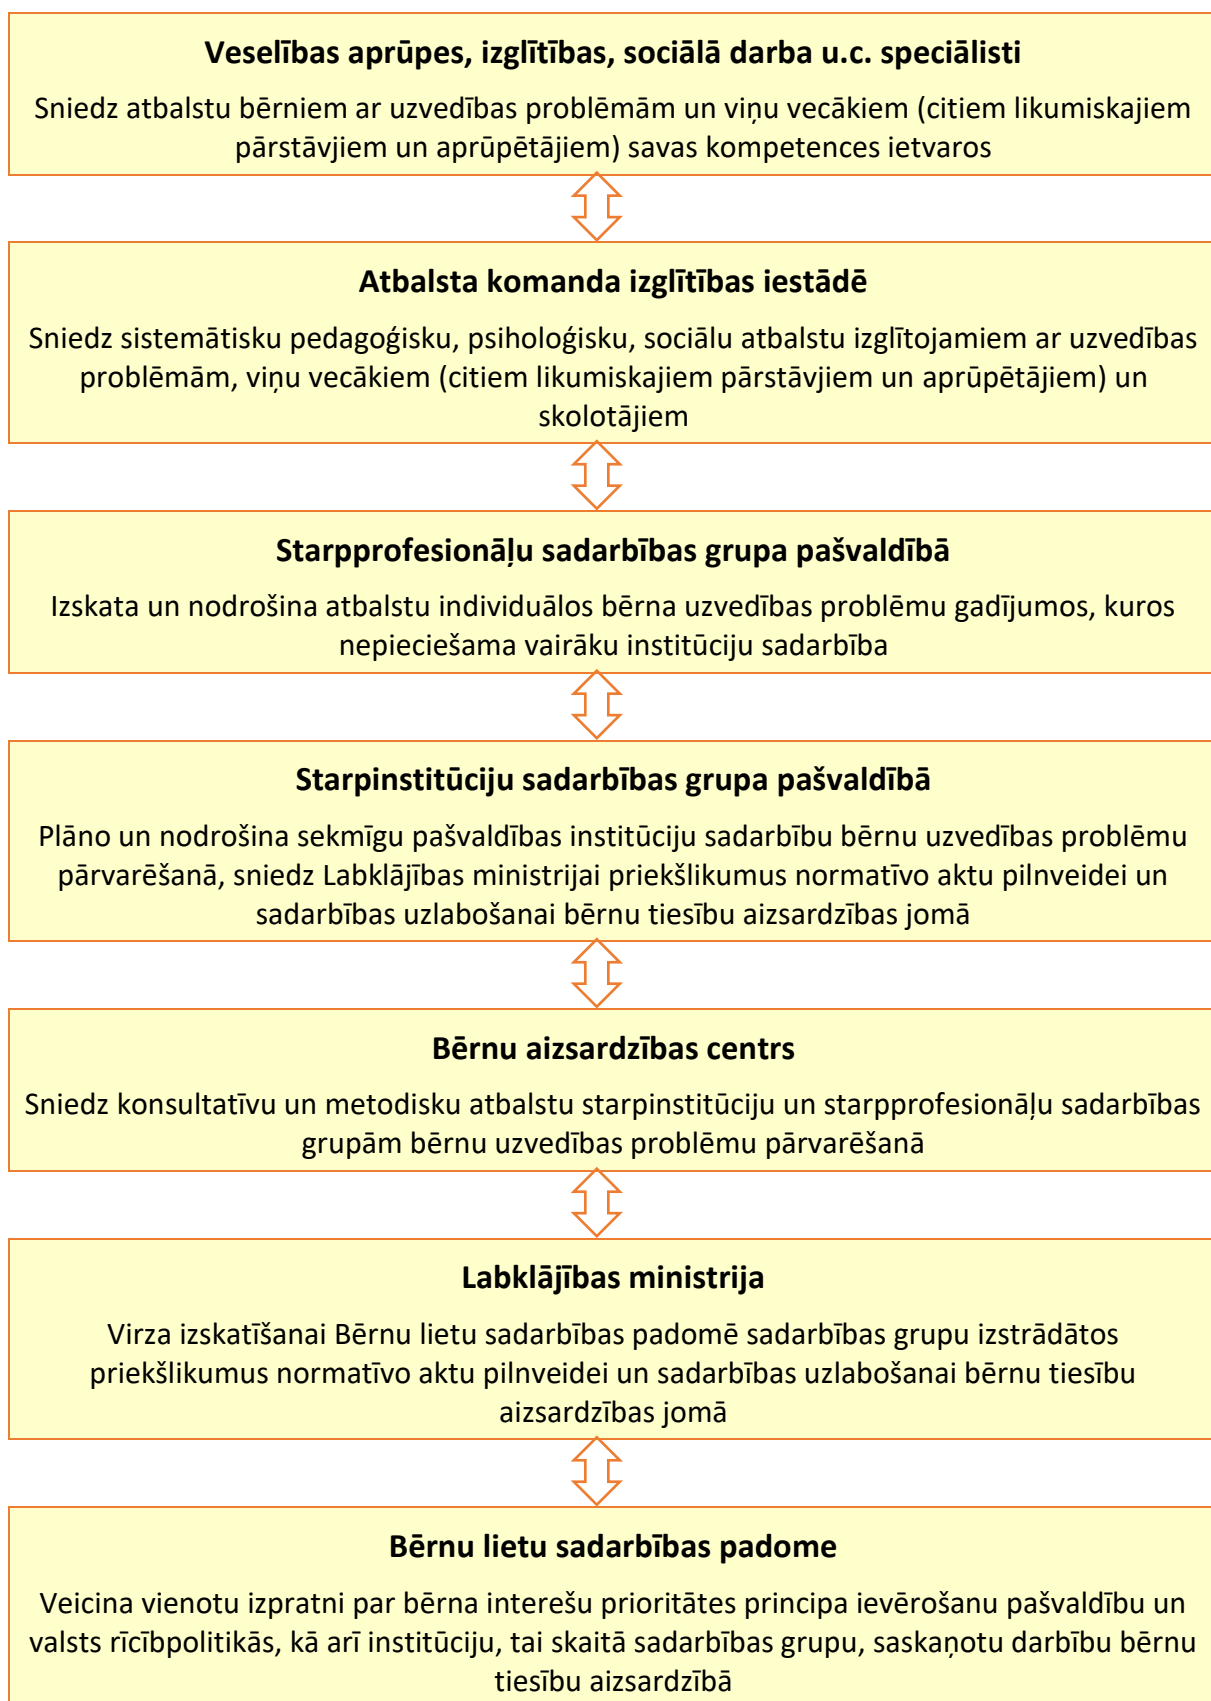 Veselības aprūpes, izglītības, sociālā darba u.c. speciālisti
Sniedz atbalstu bērniem ar uzvedības problēmām un viņu vecākiem (citiem likumiskajiem
pārstāvjiem un aprūpētājiem) savas kompetences ietvaros
Atbalsta komanda izglītības iestādē
Sniedz sistemātisku pedagoģisku, psiholoģisku, sociālu atbalstu izglītojamiem ar uzvedības
problēmām, viņu vecākiem (citiem likumiskajiem pārstāvjiem un aprūpētājiem) un
skolotājiem
Starpprofesionāļu sadarbības grupa pašvaldībā
Izskata un nodrošina atbalstu individuālos bērna uzvedības problēmu gadījumos, kuros
nepieciešama vairāku institūciju sadarbība
Starpinstitūciju sadarbības grupa pašvaldībā
Plāno un nodrošina sekmīgu pašvaldības institūciju sadarbību bērnu uzvedības problēmu
pārvarēšanā, sniedz Labklājības ministrijai priekšlikumus normatīvo aktu pilnveidei un
sadarbības uzlabošanai bērnu tiesību aizsardzības jomā
Bērnu aizsardzības centrs
Sniedz konsultatīvu un metodisku atbalstu starpinstitūciju un starpprofesionāļu sadarbības
grupām bērnu uzvedības problēmu pārvarēšanā
Labklājības ministrija
Virza izskatīšanai Bērnu lietu sadarbības padomē sadarbības grupu izstrādātos
priekšlikumus normatīvo aktu pilnveidei un sadarbības uzlabošanai bērnu tiesību
aizsardzības jomā
Bērnu lietu sadarbības padome
Veicina vienotu izpratni par bērna interešu prioritātes principa ievērošanu pašvaldību un
valsts rīcībpolitikās, kā arī institūciju, tai skaitā sadarbības grupu, saskaņotu darbību bērnu
tiesību aizsardzībā